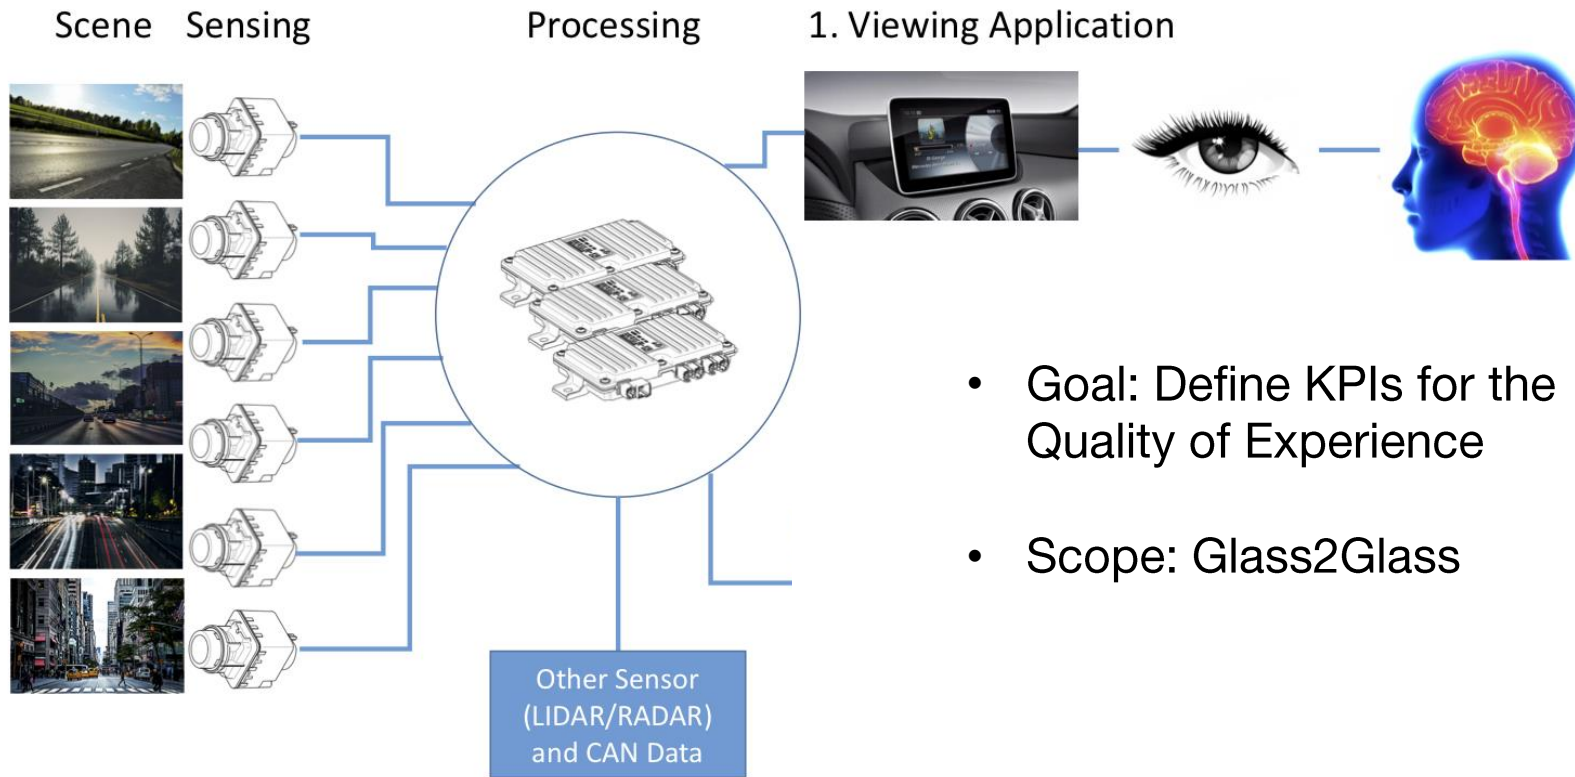 Scene
Sensing
Processing
1. Viewing Application
• Goal: Define KPIs for the
Quality of Experience
• Scope: Glass2Glass
Other Sensor
(LIDAR/RADAR)
and CAN Data